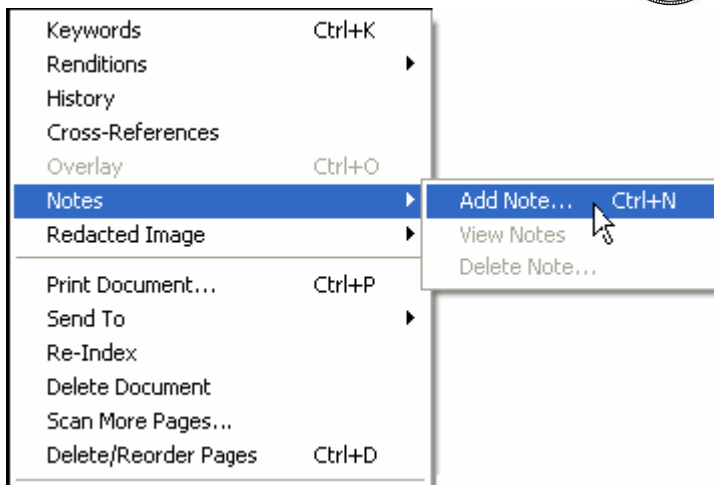 Keywords Ctrl+K
Renditions
History
Cross-References
Overlay Ctrl+O
Notes
Add Note... Ctrl+N
Redacted Image
View Notes
Delete Note...
Print Document... Ctrl+P
Send To
Re-Index
Delete Document
Scan More Pages...
Delete/Reorder Pages Ctrl+D